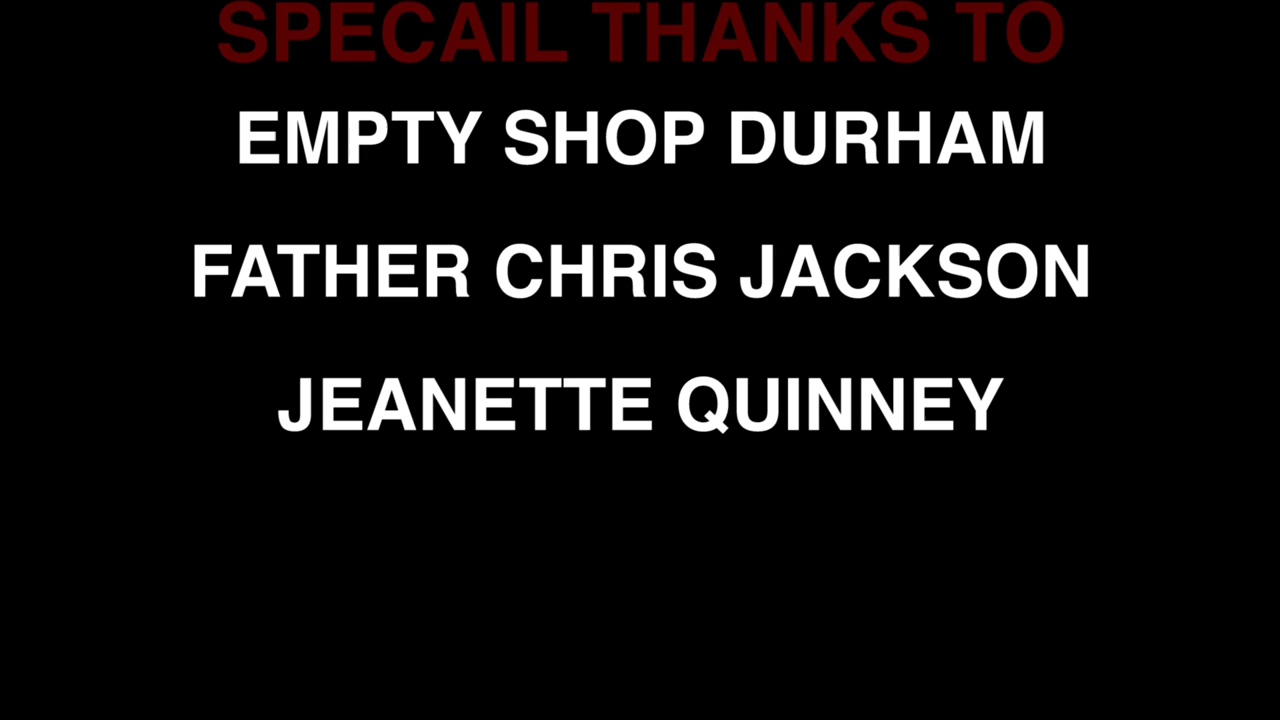 SPECAIL THANKS TO
EMPTY SHOP DURHAM
FATHER CHRIS JACKSON
JEANETTE QUINNEY